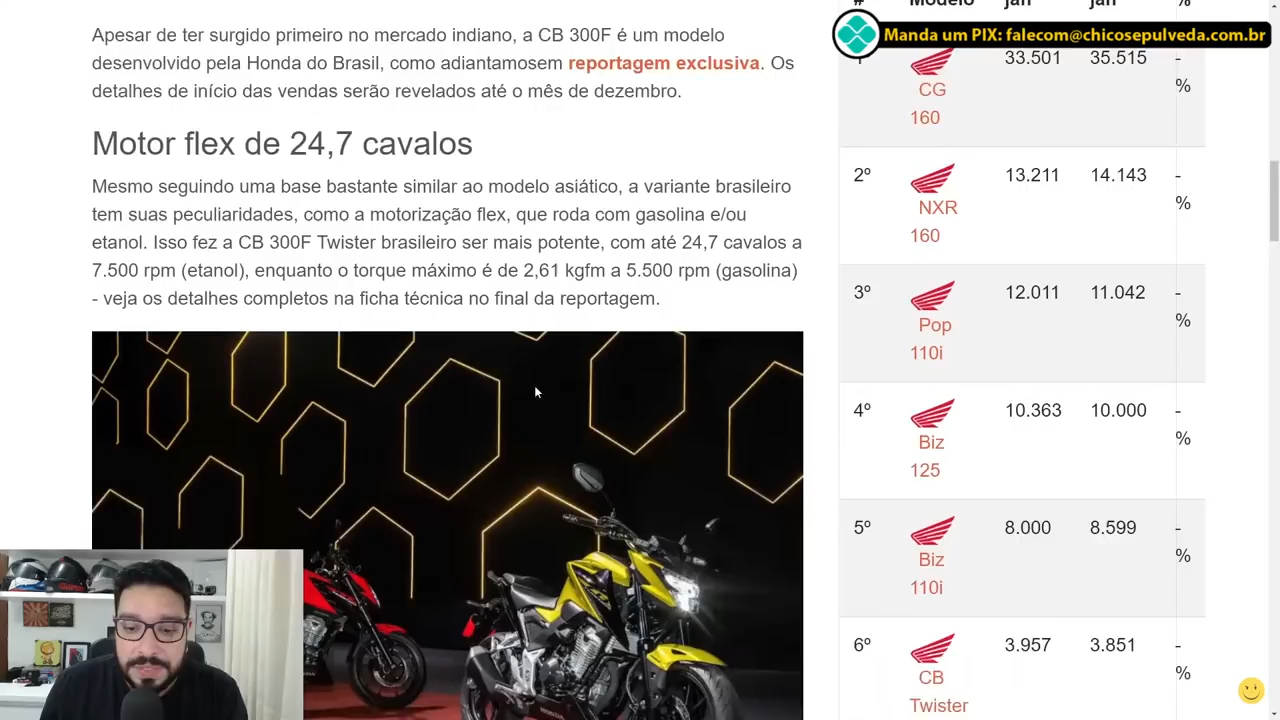 Apesar de ter surgido primeiro no mercado indiano, a CB 300F é um modelo
desenvolvido pela Honda do Brasil, como adiantamosem reportagem exclusiva. Os
detalhes de início das vendas serão revelados até o mês de dezembro.
Motor flex de 24,7 cavalos
Mesmo seguindo uma base bastante similar ao modelo asiático, a variante brasileiro
tem suas peculiaridades, como a motorização flex, que roda com gasolina e/ou
etanol. Isso fez a CB 300F Twister brasileiro ser mais potente, com até 24,7 cavalos a
7.500 rpm (etanol), enquanto o torque máximo é de 2,61 kgfm a 5.500 rpm (gasolina)
- veja os detalhes completos na ficha técnica no final da reportagem.
# Modelo jan jan %
Manda um PIX: falecom@chicosepulveda.com.br
1º 33.501 35.515 -
CG %
160
2º 13.211 14.143 -
NXR %
160
3º 12.011 11.042 -
Pop %
110i
4º 10.363 10.000 -
Biz %
125
5º 8.000 8.599 -
Biz %
110i
6º 3.957 3.851 -
CB %
Twister